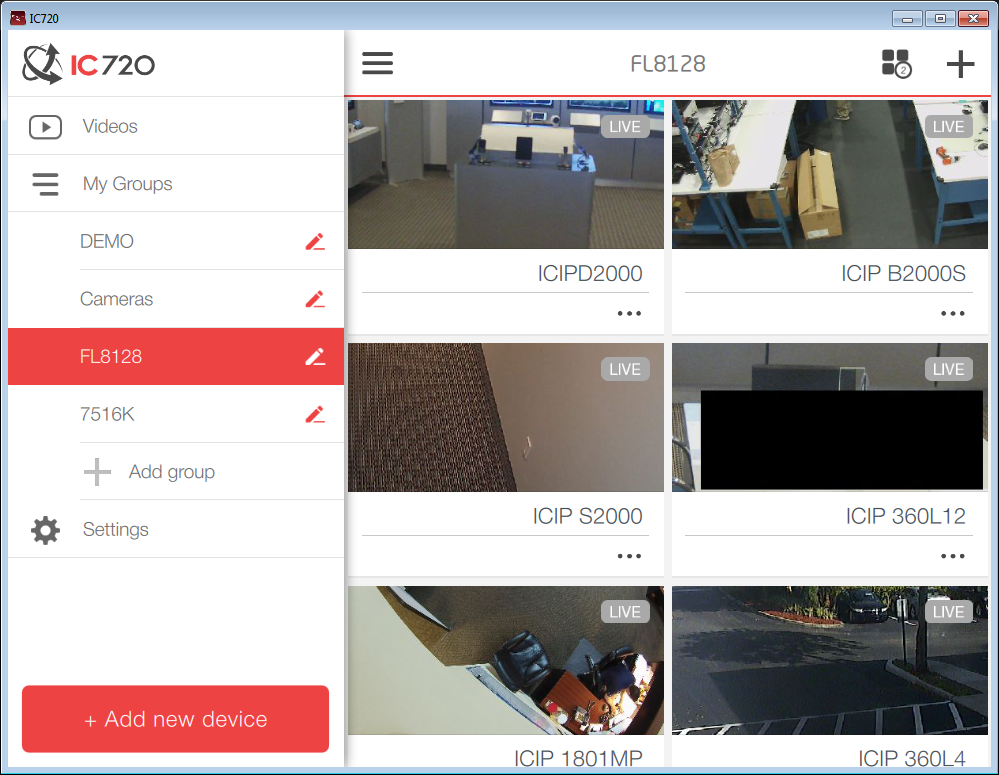 IC720
IC720
Videos
My Groups
DEMO
Cameras
FL8128
7516K
Add group
Settings
+ Add new device
FL8128
2
LIVE
LIVE
ICIPD2000
ICIP B2000S
LIVE
LIVE
ICIP S2000
ICIP 360L12
LIVE
LIVE
ICIP 1801MP
ICIP 360L4